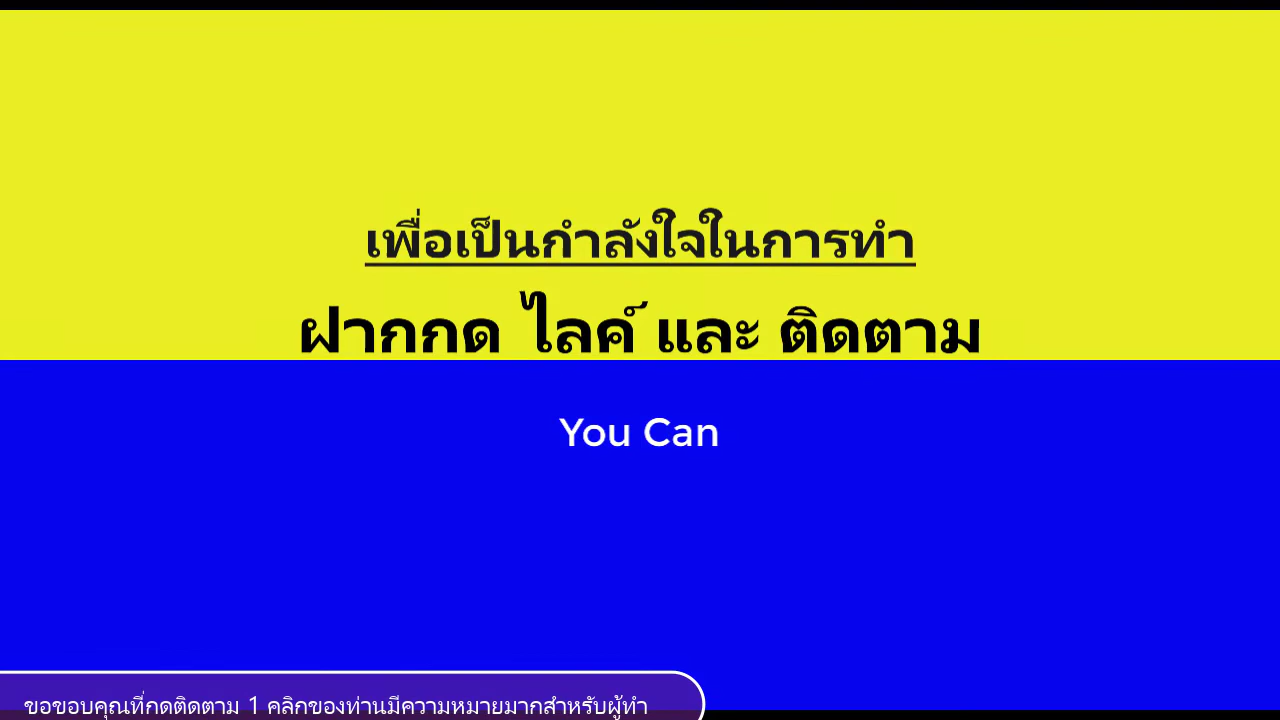 เพื่อเป็นกำลังใจในการทำ
ฝากกด ไลค์ และ ติดตาม
You Can
ขอขอบคุณที่กดติดตาม 1 คลิกของท่านมีความหมายมากสำหรับผู้ทำ